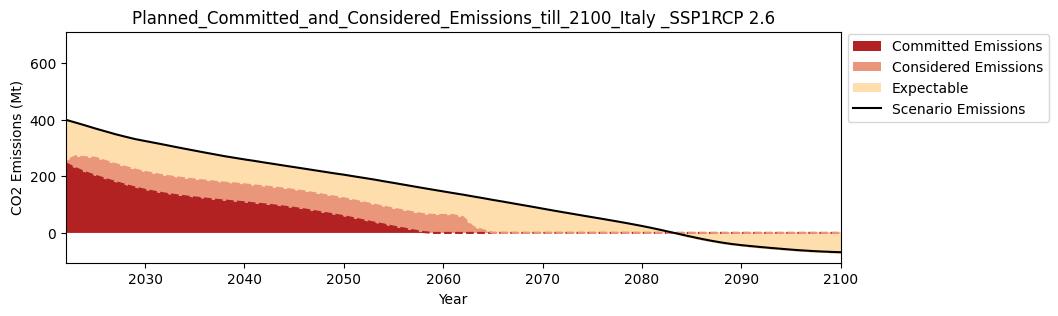 Planned_Committed_and_Considered_Emissions_till_2100_Italy _SSP1RCP 2.6
Committed Emissions
Considered Emissions
Expectable
Scenario Emissions
CO2 Emissions (Mt)
600
400
200
0
2030 2040 2050 2060 2070 2080 2090 2100
Year